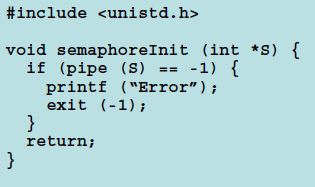 #include <unistd.h>
void semaphoreInit (int *S) {
if (pipe (S) == -1) {
printf (“Error”);
exit (-1);
}
return;
}